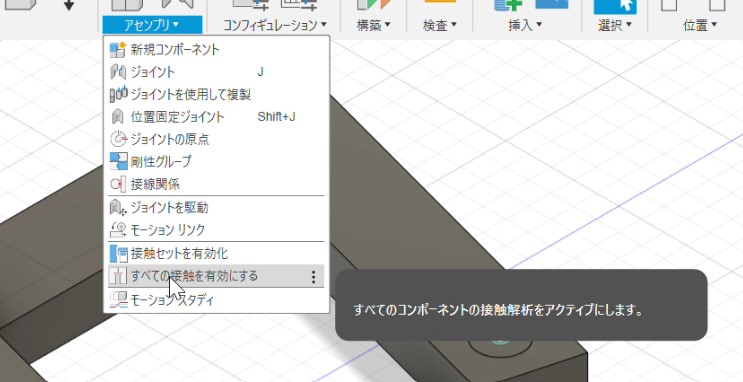 アセンブリ▾
コンフィギュレーション▾
構築▾
検査▾
挿入▾
選択▾
位置▾
新規コンポーネント
ジョイント J
ジョイントを使用して複製
位置固定ジョイント Shift+J
ジョイントの原点
剛性グループ
接線関係
ジョイントを駆動
モーション リンク
接触セットを有効化
すべての接触を有効にする
すべてのコンポーネントの接触解析をアクティブにします。
モーション スタディ